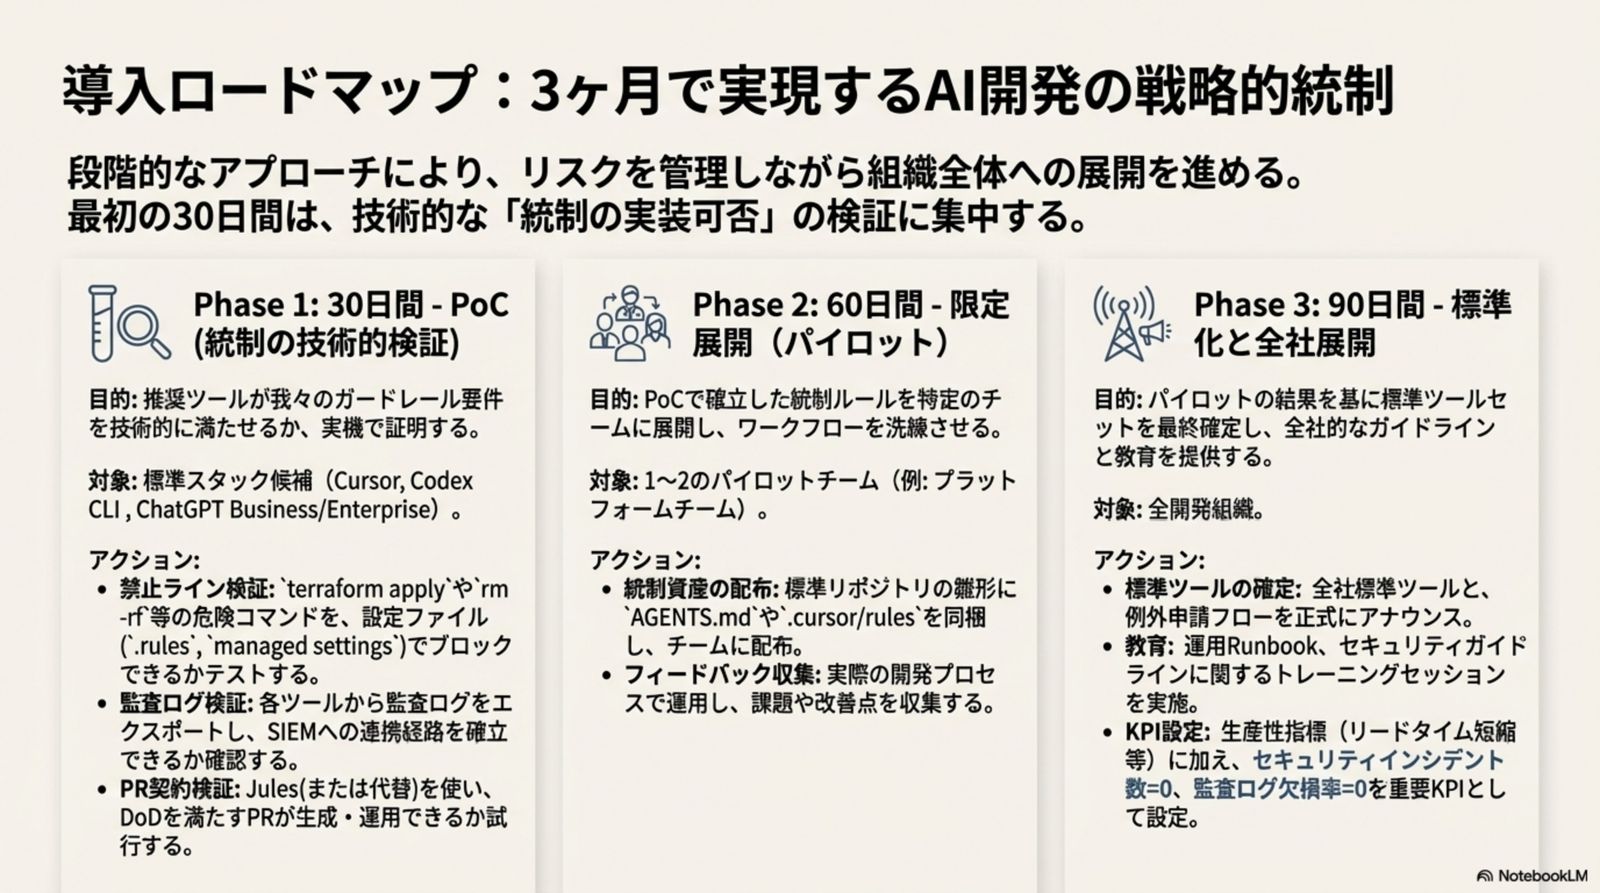 導入ロードマップ：3ヶ月で実現するAI開発の戦略的統制
段階的なアプローチにより、リスクを管理しながら組織全体への展開を進める。
最初の30日間は、技術的な「統制の実装可否」の検証に集中する。
Phase 1: 30日間 - PoC
(統制の技術的検証)
目的: 推奨ツールが我々のガードレール要件
を技術的に満たせるか、実機で証明する。
対象: 標準スタック候補（Cursor, Codex
CLI , ChatGPT Business/Enterprise）。
アクション:
• 禁止ライン検証: `terraform apply`や`rm
-rf`等の危険コマンドを、設定ファイル
(`.rules`, `managed settings`)でブロック
できるかテストする。
• 監査ログ検証: 各ツールから監査ログをエ
クスポートし、SIEMへの連携経路を確立
できるか確認する。
• PR契約検証: Jules(または代替)を使い、
DoDを満たすPRが生成・運用できるか試
行する。
Phase 2: 60日間 - 限定
展開（パイロット）
目的: PoCで確立した統制ルールを特定のチ
ームに展開し、ワークフローを洗練させる。
対象: 1〜2のパイロットチーム（例: プラット
フォームチーム）。
アクション:
• 統制資産の配布: 標準リポジトリの雛形に
`AGENTS.md`や`.cursor/rules`を同梱
し、チームに配布。
• フィードバック収集: 実際の開発プロセ
スで運用し、課題や改善点を収集する。
Phase 3: 90日間 - 標準
化と全社展開
目的: パイロットの結果を基に標準ツールセ
ットを最終確定し、全社的なガイドライン
と教育を提供する。
対象: 全開発組織。
アクション:
• 標準ツールの確定: 全社標準ツールと、
例外申請フローを正式にアナウンス。
• 教育: 運用Runbook、セキュリティガイド
ラインに関するトレーニングセッション
を実施。
• KPI設定: 生産性指標（リードタイム短縮
等）に加え、セキュリティインシデント
数=0、監査ログ欠損率=0を重要KPIとし
て設定。
NotebookLM